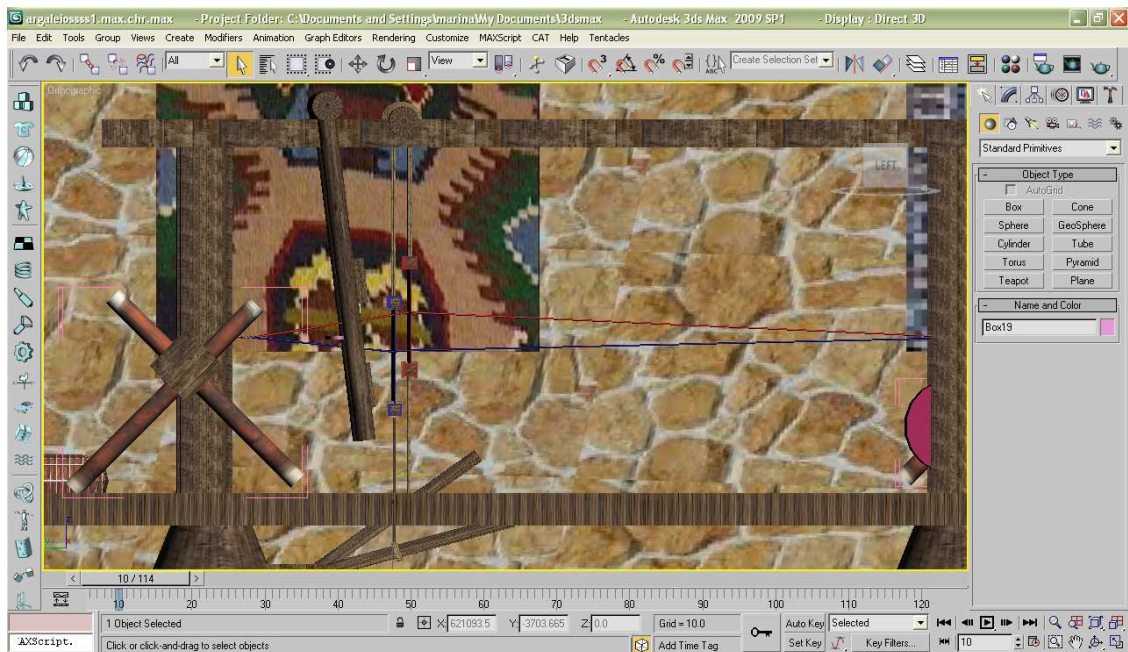 argaleiossss1.max.chr.max - Project Folder: C:\Documents and Settings\marina\My Documents\3dsmax - Autodesk 3ds Max 2009 SP1 - Display : Direct 3D
File Edit Tools Group Views Create Modifiers Animation Graph Editors Rendering Customize MAXScript CAT Help Tentacles
All View Create Selection Set
Orthographic
LEFT
Standard Primitives
- Object Type
AutoGrid
Box Cone
Sphere GeoSphere
Cylinder Tube
Torus Pyramid
Teapot Plane
- Name and Color
Box19
< 10 / 114 >
10 20 30 40 50 60 70 80 90 100 110 120
1 Object Selected X: 621093.5 Y: -3703.665 Z: 0.0 Grid = 10.0 Auto Key Selected
AXScript. Click or click-and-drag to select objects Add Time Tag Set Key Key Filters... 10